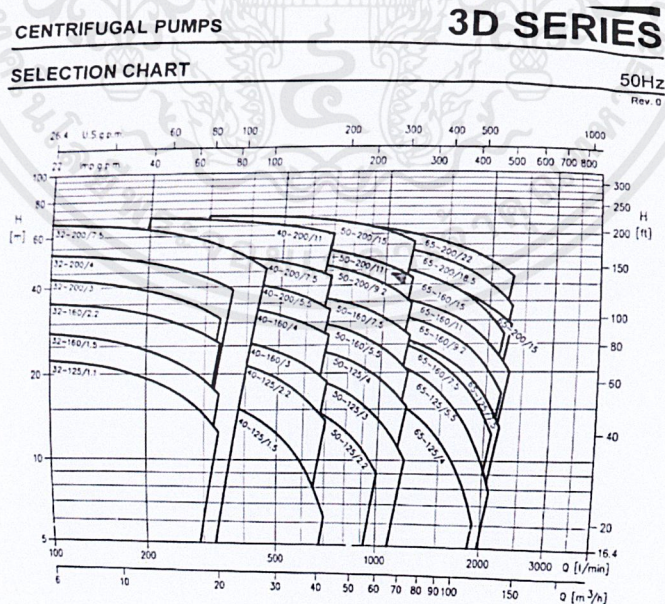 CENTRIFUGAL PUMPS
3D SERIES
SELECTION CHART
50Hz
Rev. 0
26.4 U.S.g.p.m. 60 80 100 200 300 400 500 1000
22 Imp.g.p.m. 40 60 80 100 200 300 400 500 600 700 800
100 80 60 40 20 10 5
H
[m]
300 250 200 150 100 80 60 40 20 16.4
H
[ft]
32-200/7.5
32-200/4
32-200/3
32-160/2.2
32-160/1.5
32-125/1.1
40-200/11
40-200/7.5
40-200/5.5
40-160/4
40-160/3
40-125/2.2
40-125/1.5
50-200/15
50-200/11
50-200/9.2
50-160/7.5
50-160/5.5
50-125/4
50-125/3
50-125/2.2
65-200/22
65-200/18.5
65-200/15
65-160/15
65-160/11
65-160/9.2
65-160/7.5
65-125/7.5
65-125/5.5
65-125/4
100 200 500 1000 2000 3000 Q [l/min]
6 10 20 30 40 50 60 70 80 90 100 150 Q [m³/h]